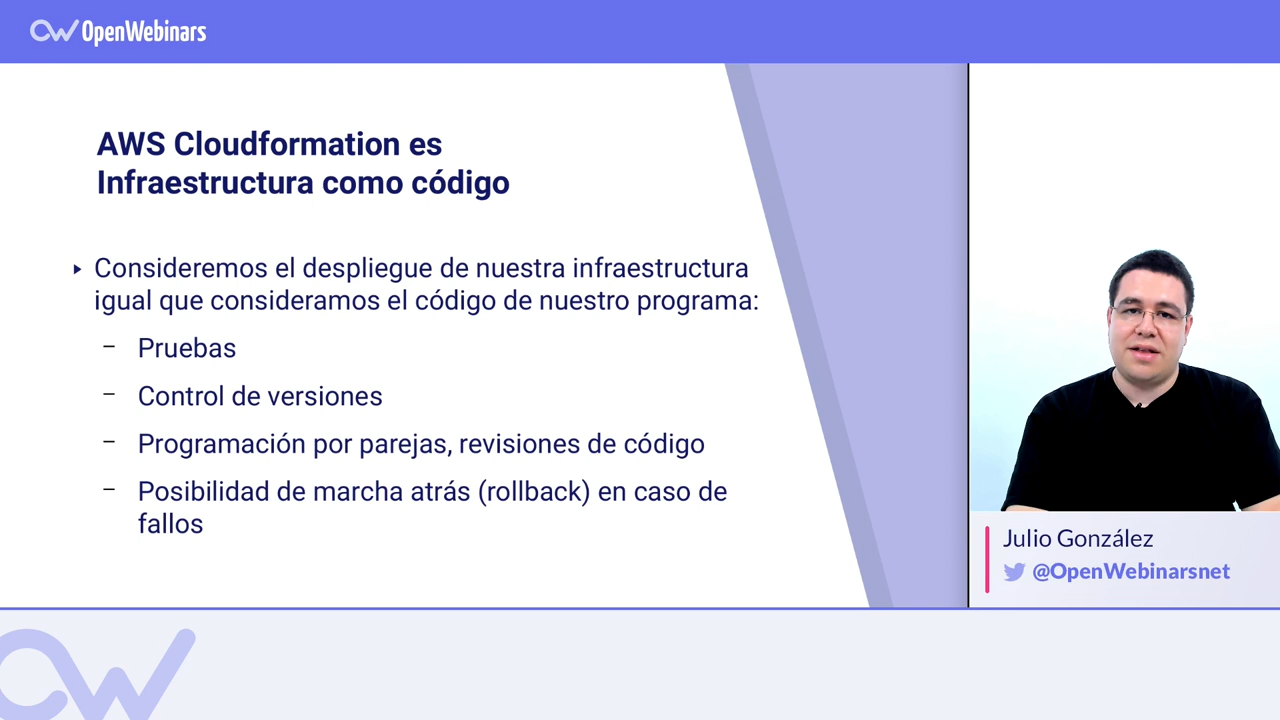 OpenWebinars
AWS Cloudformation es
Infraestructura como código
Consideremos el despliegue de nuestra infraestructura
igual que consideramos el código de nuestro programa:
– Pruebas
– Control de versiones
– Programación por parejas, revisiones de código
– Posibilidad de marcha atrás (rollback) en caso de
fallos
Julio González
@OpenWebinarsnet